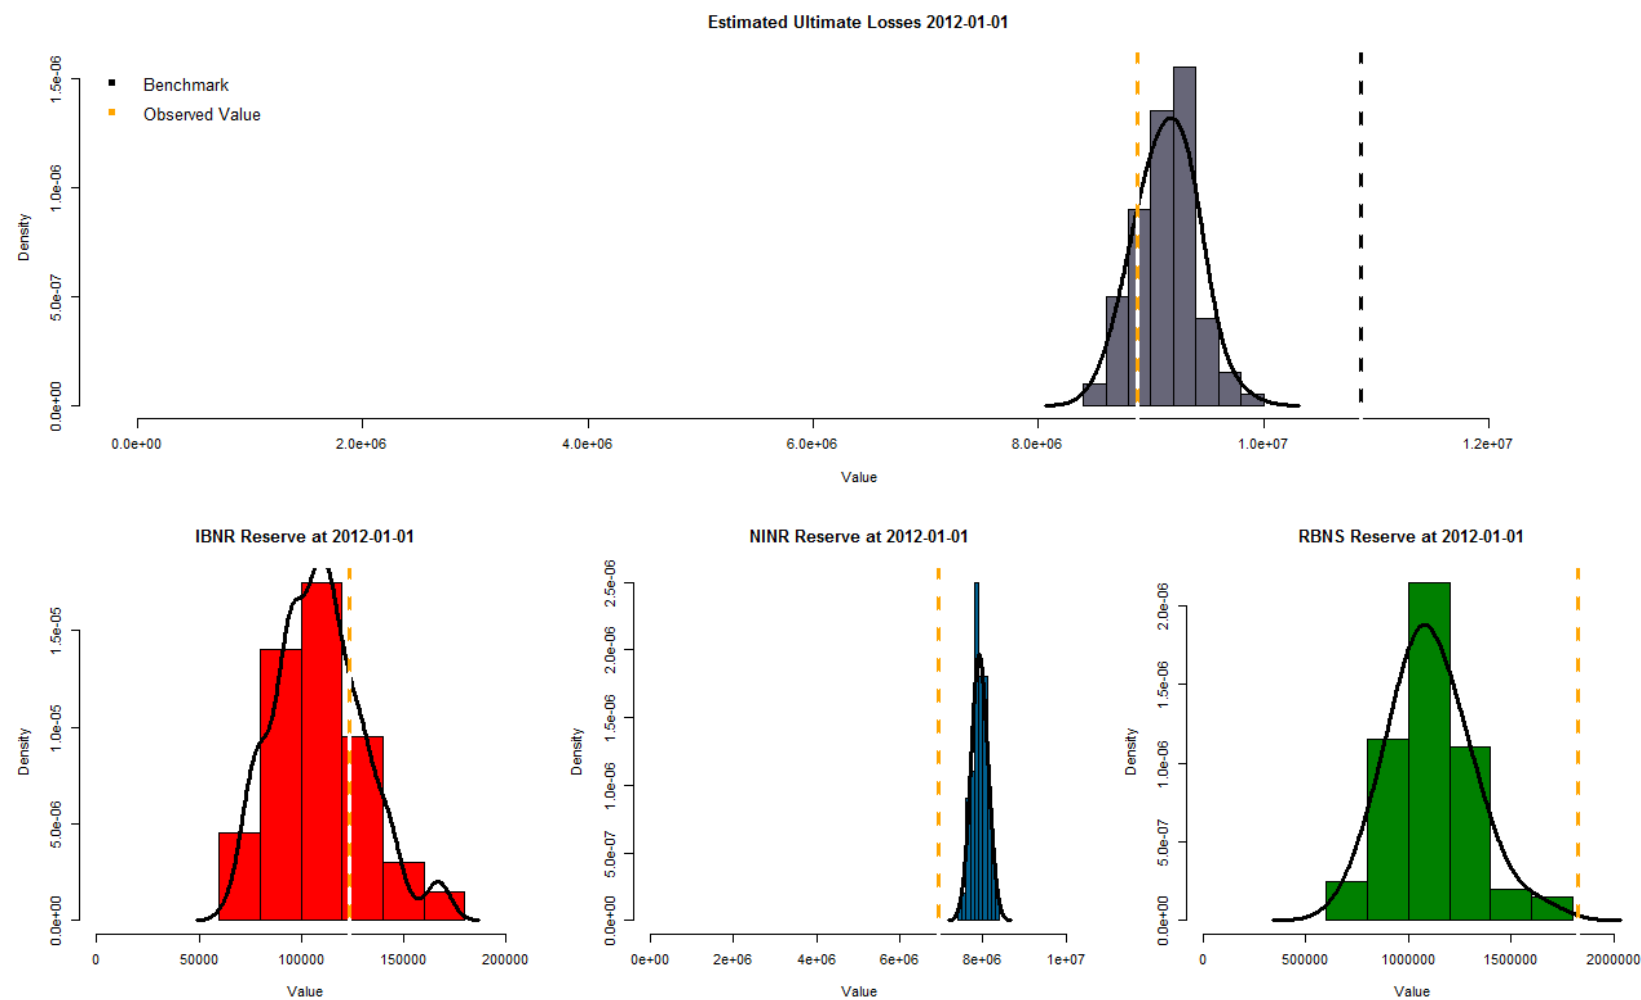 Estimated Ultimate Losses 2012-01-01
Benchmark
Observed Value
Density
1.5e-06
1.0e-06
5.0e-07
0.0e+00
0.0e+00 2.0e+06 4.0e+06 6.0e+06 8.0e+06 1.0e+07 1.2e+07
Value
IBNR Reserve at 2012-01-01
Density
1.5e-05
1.0e-05
5.0e-06
0.0e+00
0 50000 100000 150000 200000
Value
NINR Reserve at 2012-01-01
Density
2.5e-06
2.0e-06
1.5e-06
1.0e-06
5.0e-07
0.0e+00
0e+00 2e+06 4e+06 6e+06 8e+06 1e+07
Value
RBNS Reserve at 2012-01-01
Density
2.0e-06
1.5e-06
1.0e-06
5.0e-07
0.0e+00
0 500000 1000000 1500000 2000000
Value